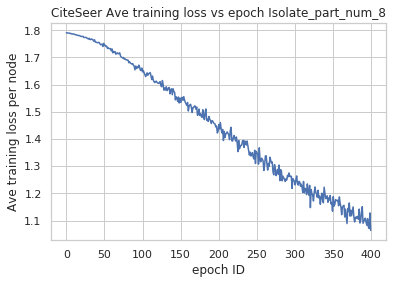 CiteSeer Ave training loss vs epoch Isolate_part_num_8
Ave training loss per node
1.8
1.7
1.6
1.5
1.4
1.3
1.2
1.1
0 50 100 150 200 250 300 350 400
epoch ID